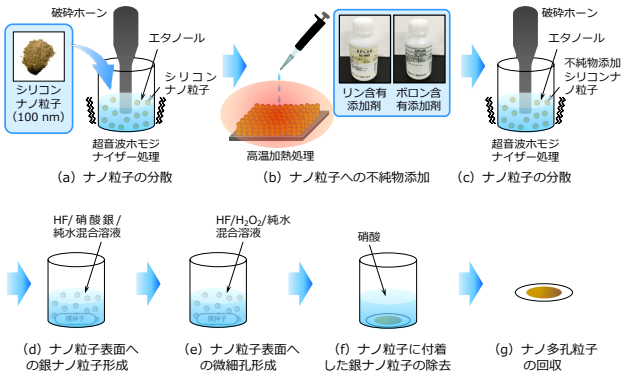 破砕ホーン
エタノール
シリコン
ナノ粒子
シリコン
ナノ粒子
（100 nm）
超音波ホモジ
ナイザー処理
（a）ナノ粒子の分散
リン含有
添加剤
ボロン含
有添加剤
高温加熱処理
（b）ナノ粒子への不純物添加
破砕ホーン
エタノール
不純物添加
シリコンナ
ノ粒子
超音波ホモジ
ナイザー処理
（c）ナノ粒子の分散
HF/硝酸銀/
純水混合溶液
攪拌子
（d）ナノ粒子表面へ
の銀ナノ粒子形成
HF/H₂O₂/純水
混合溶液
攪拌子
（e）ナノ粒子表面へ
の微細孔形成
硝酸
（f）ナノ粒子に付着
した銀ナノ粒子の除去
（g）ナノ多孔粒子
の回収